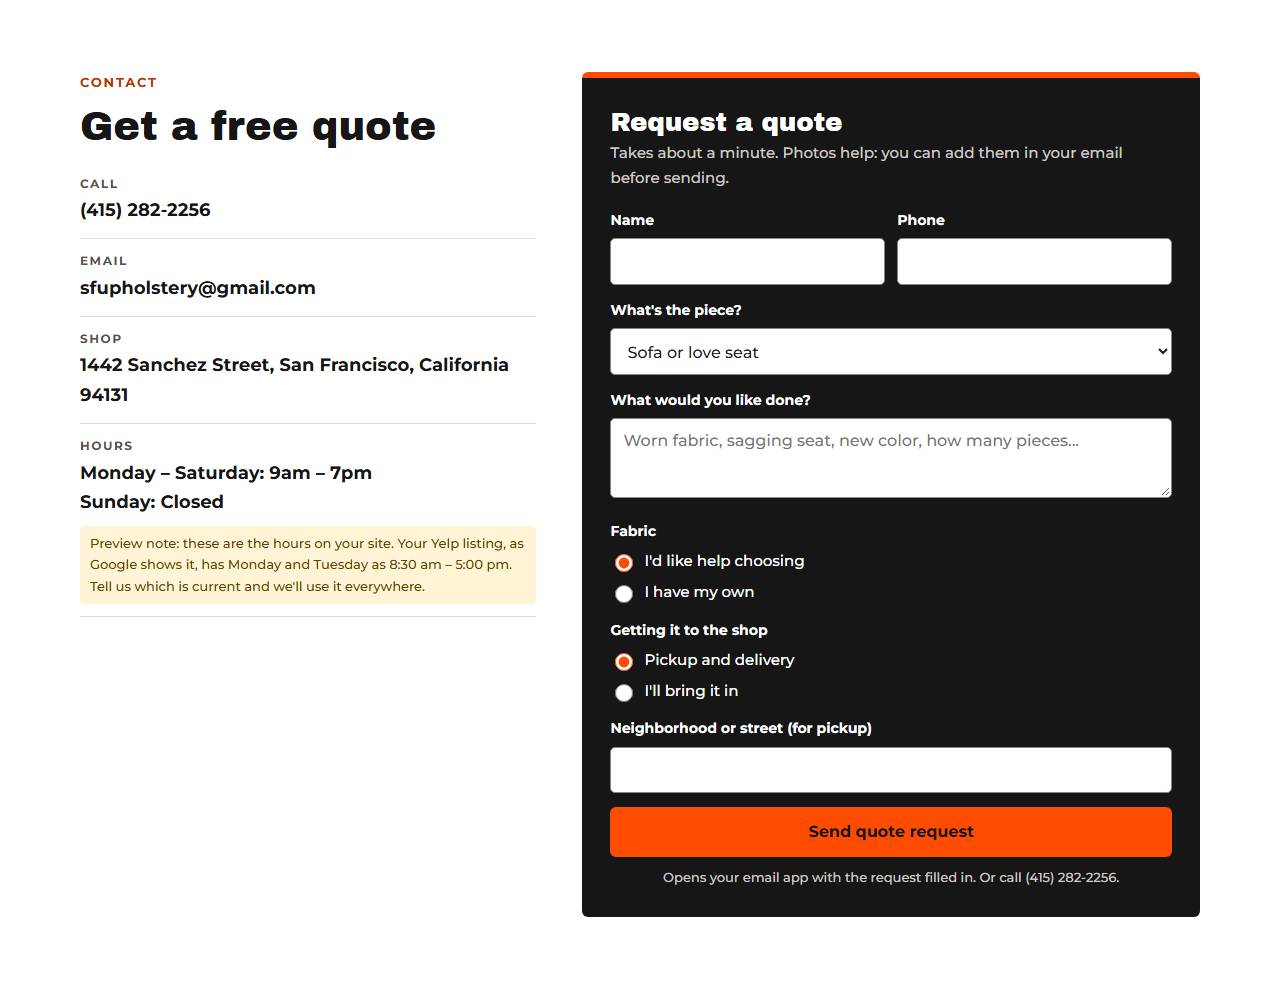 CONTACT
Get a free quote
CALL
(415) 282-2256
EMAIL
sfupholstery@gmail.com
SHOP
1442 Sanchez Street, San Francisco, California
94131
HOURS
Monday – Saturday: 9am – 7pm
Sunday: Closed
Preview note: these are the hours on your site. Your Yelp listing, as
Google shows it, has Monday and Tuesday as 8:30 am – 5:00 pm.
Tell us which is current and we'll use it everywhere.
Request a quote
Takes about a minute. Photos help: you can add them in your email
before sending.
Name
Phone
What's the piece?
Sofa or love seat
What would you like done?
Worn fabric, sagging seat, new color, how many pieces...
Fabric
I'd like help choosing
I have my own
Getting it to the shop
Pickup and delivery
I'll bring it in
Neighborhood or street (for pickup)
Send quote request
Opens your email app with the request filled in. Or call (415) 282-2256.